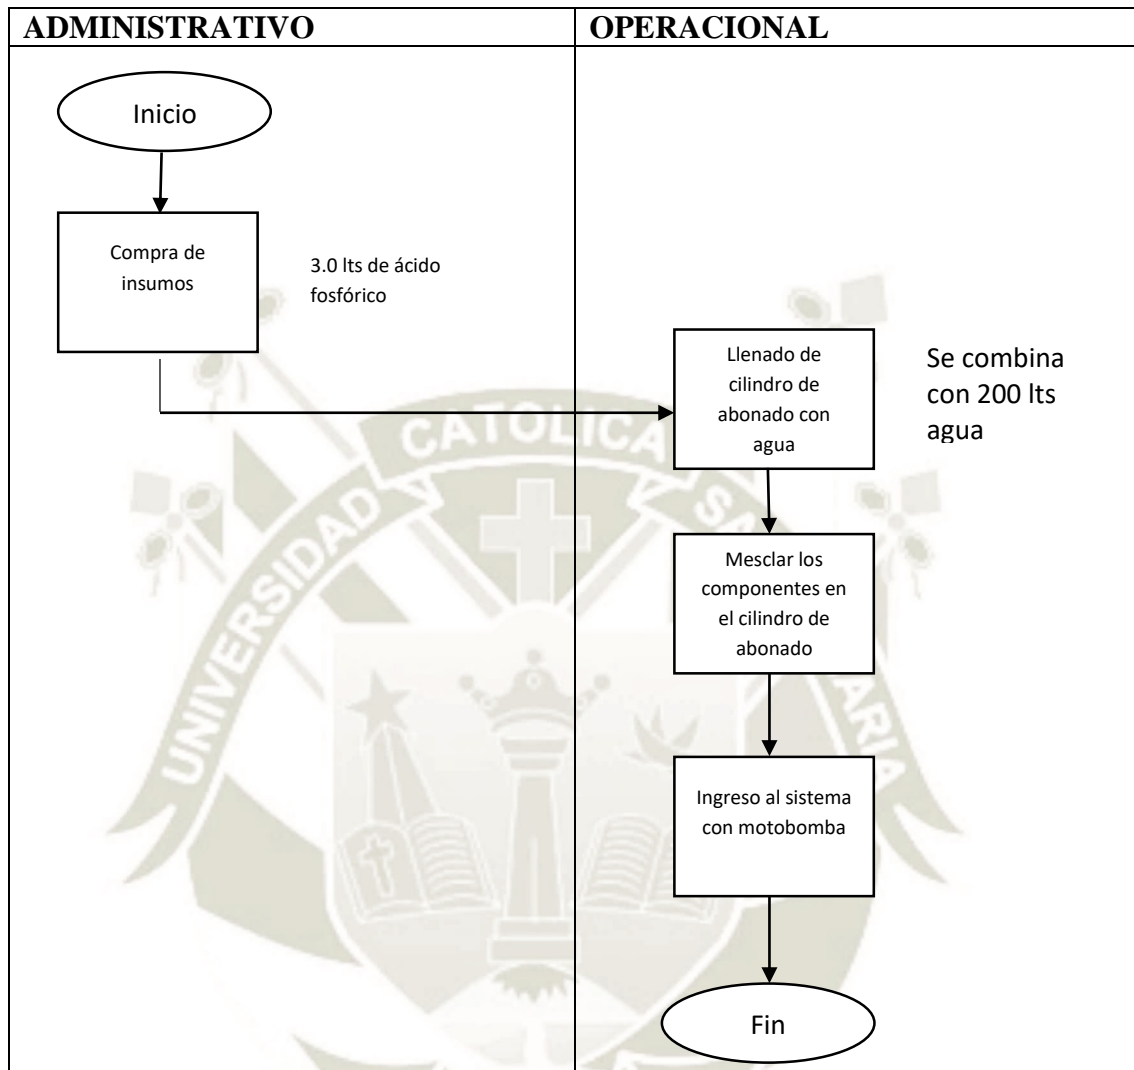 ADMINISTRATIVO
OPERACIONAL
Inicio
Compra de
insumos
3.0 lts de ácido
fosfórico
Llenado de
cilindro de
abonado con
agua
Se combina
con 200 lts
agua
Mesclar los
componentes en
el cilindro de
abonado
Ingreso al sistema
con motobomba
Fin
UNIVERSIDAD
CATOLICA